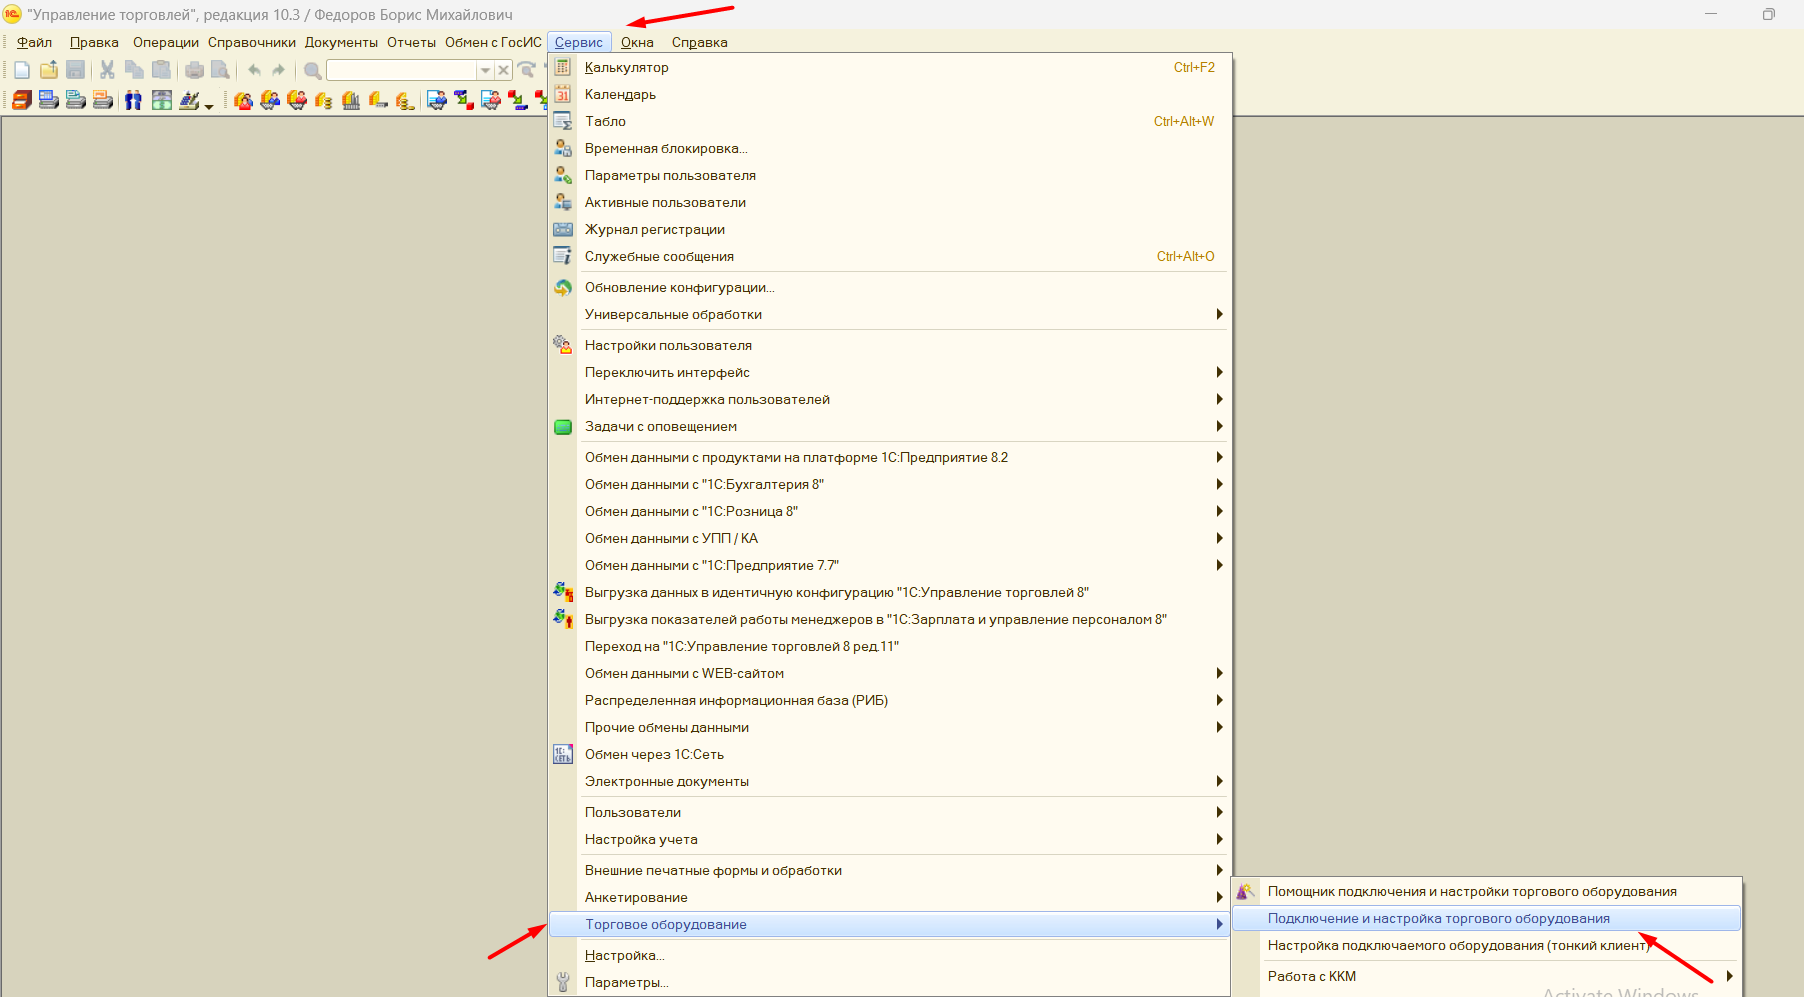 "Управление торговлей", редакция 10.3 / Федоров Борис Михайлович
Файл Правка Операции Справочники Документы Отчеты Обмен с ГосИС Сервис Окна Справка
Калькулятор Ctrl+F2
Календарь
Табло Ctrl+Alt+W
Временная блокировка...
Параметры пользователя
Активные пользователи
Журнал регистрации
Служебные сообщения Ctrl+Alt+O
Обновление конфигурации...
Универсальные обработки
Настройки пользователя
Переключить интерфейс
Интернет-поддержка пользователей
Задачи с оповещением
Обмен данными с продуктами на платформе 1С:Предприятие 8.2
Обмен данными с "1С:Бухгалтерия 8"
Обмен данными с "1С:Розница 8"
Обмен данными с УПП / КА
Обмен данными с "1С:Предприятие 7.7"
Выгрузка данных в идентичную конфигурацию "1С:Управление торговлей 8"
Выгрузка показателей работы менеджеров в "1С:Зарплата и управление персоналом 8"
Переход на "1С:Управление торговлей 8 ред.11"
Обмен данными с WEB-сайтом
Распределенная информационная база (РИБ)
Прочие обмены данными
1С: СЕТЬ Обмен через 1С:Сеть
Электронные документы
Пользователи
Настройка учета
Внешние печатные формы и обработки
Анкетирование
Торговое оборудование
Настройка...
Параметры...
Помощник подключения и настройки торгового оборудования
Подключение и настройка торгового оборудования
Настройка подключаемого оборудования (тонкий клиент)
Работа с ККМ
Activate Windows